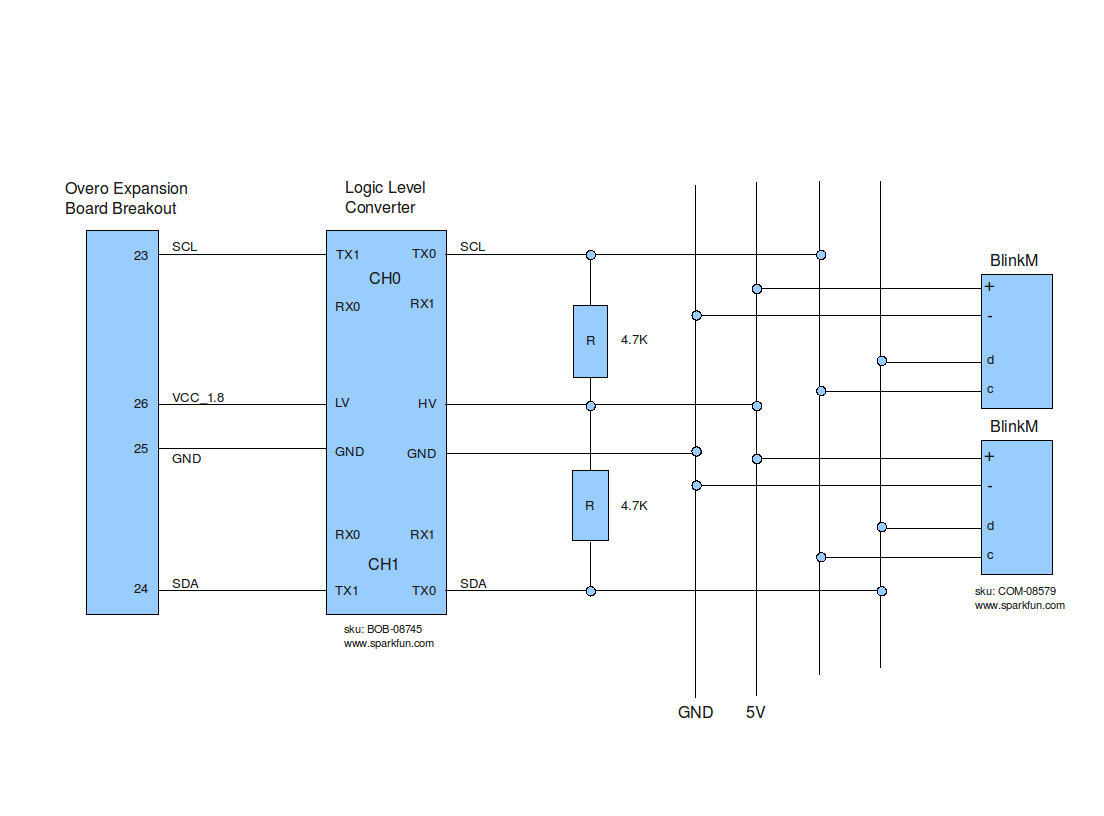 Overo Expansion
Board Breakout
Logic Level
Converter
23
SCL
TX1
TX0
SCL
CH0
RX0
RX1
R
4.7K
26
VCC_1.8
LV
HV
25
GND
GND
GND
RX0
RX1
R
4.7K
CH1
24
SDA
TX1
TX0
SDA
sku: BOB-08745
www.sparkfun.com
BlinkM
+
-
d
c
BlinkM
+
-
d
c
sku: COM-08579
www.sparkfun.com
GND
5V